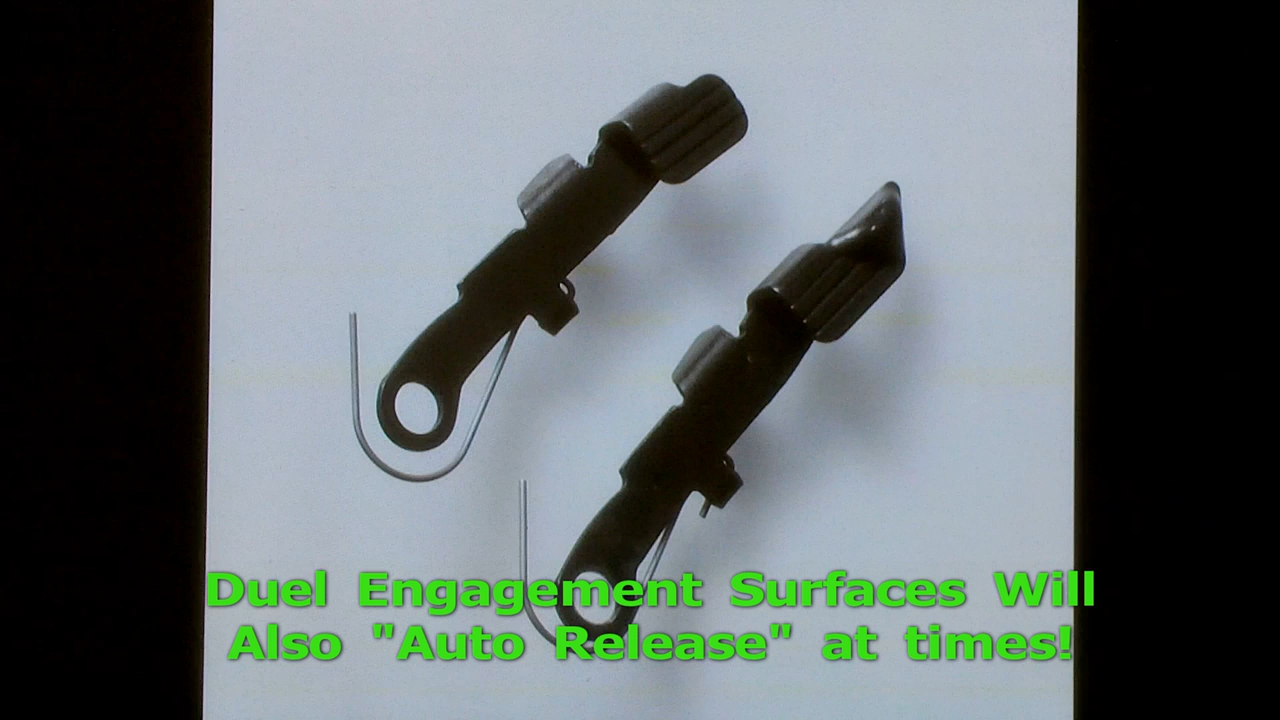 Duel Engagement Surfaces Will
Also "Auto Release" at times!